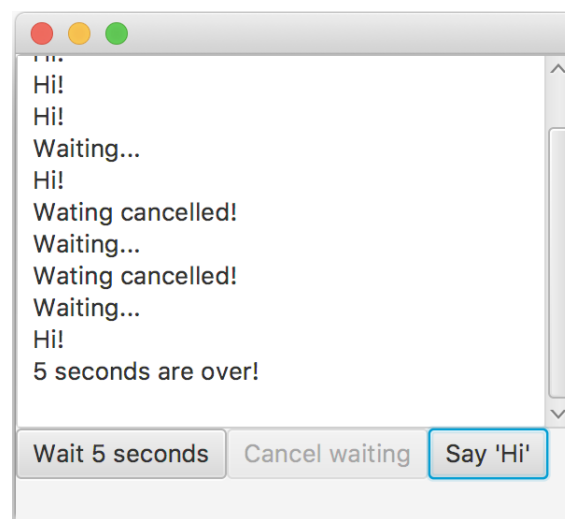 Hi!
Hi!
Hi!
Waiting...
Hi!
Wating cancelled!
Waiting...
Wating cancelled!
Waiting...
Hi!
5 seconds are over!
Wait 5 seconds Cancel waiting Say 'Hi'